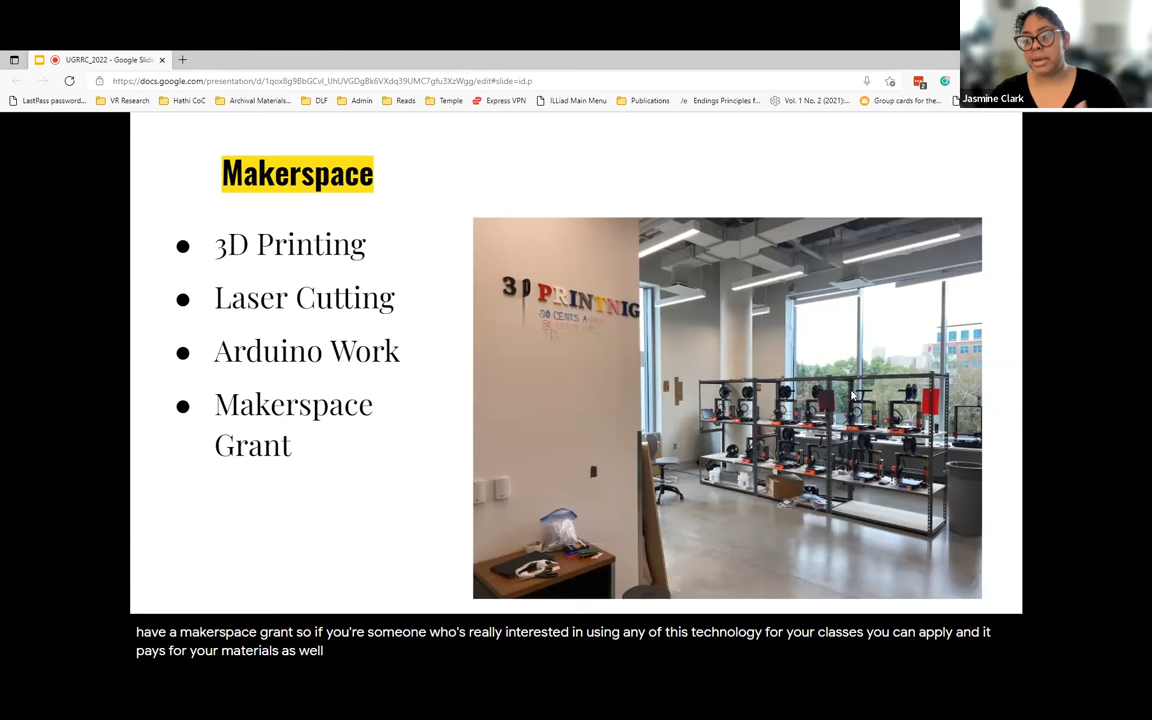 UGRRC_2022 - Google Slid
https://docs.google.com/presentation/d/1qox8g9BbGCvI_IJhUVGDgBk6VXdq39UMC7gfu3XzWgg/edit#slide=id.p
LastPass password...
VR Research
Hathi CoC
Archival Materials...
DLF
Admin
Reads
Temple
Express VPN
ILLiad Main Menu
Publications
Endings Principles f...
Vol. 1 No. 2 (2021):...
Group cards for the...
Jasmine Clark
Makerspace
● 3D Printing
● Laser Cutting
● Arduino Work
● Makerspace
Grant
3D PRINTNIG
CENTS A
have a makerspace grant so if you're someone who's really interested in using any of this technology for your classes you can apply and it
pays for your materials as well